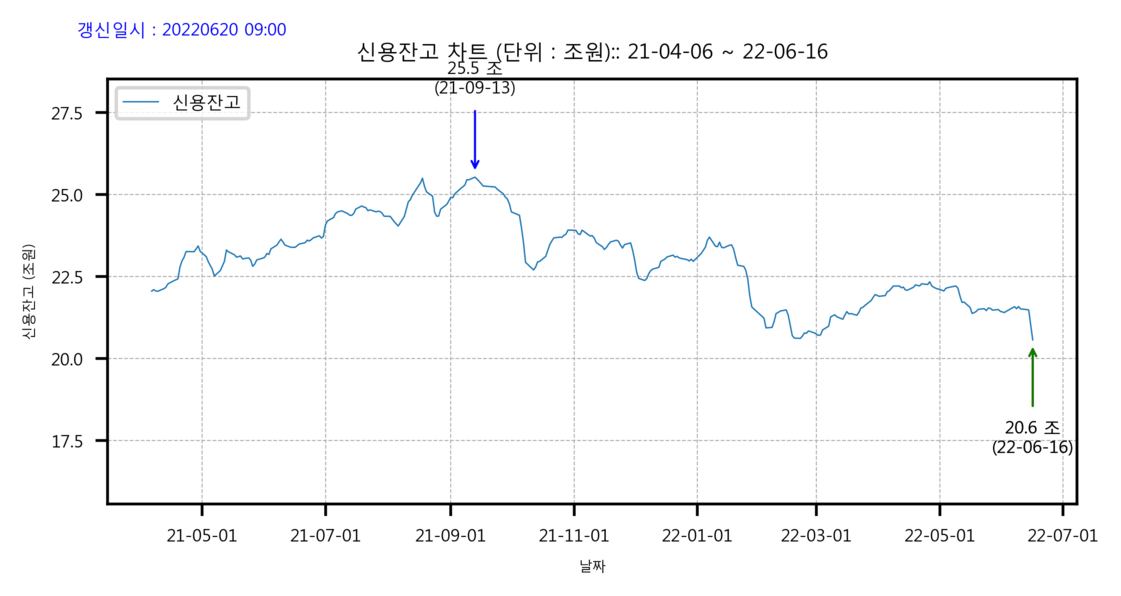 갱신일시 : 20220620 09:00
신용잔고 차트 (단위 : 조원):: 21-04-06 ~ 22-06-16
25.5 조
(21-09-13)
신용잔고
27.5
25.0
22.5
20.0
17.5
신용잔고 (조원)
20.6 조
(22-06-16)
21-05-01
21-07-01
21-09-01
21-11-01
22-01-01
22-03-01
22-05-01
22-07-01
날짜